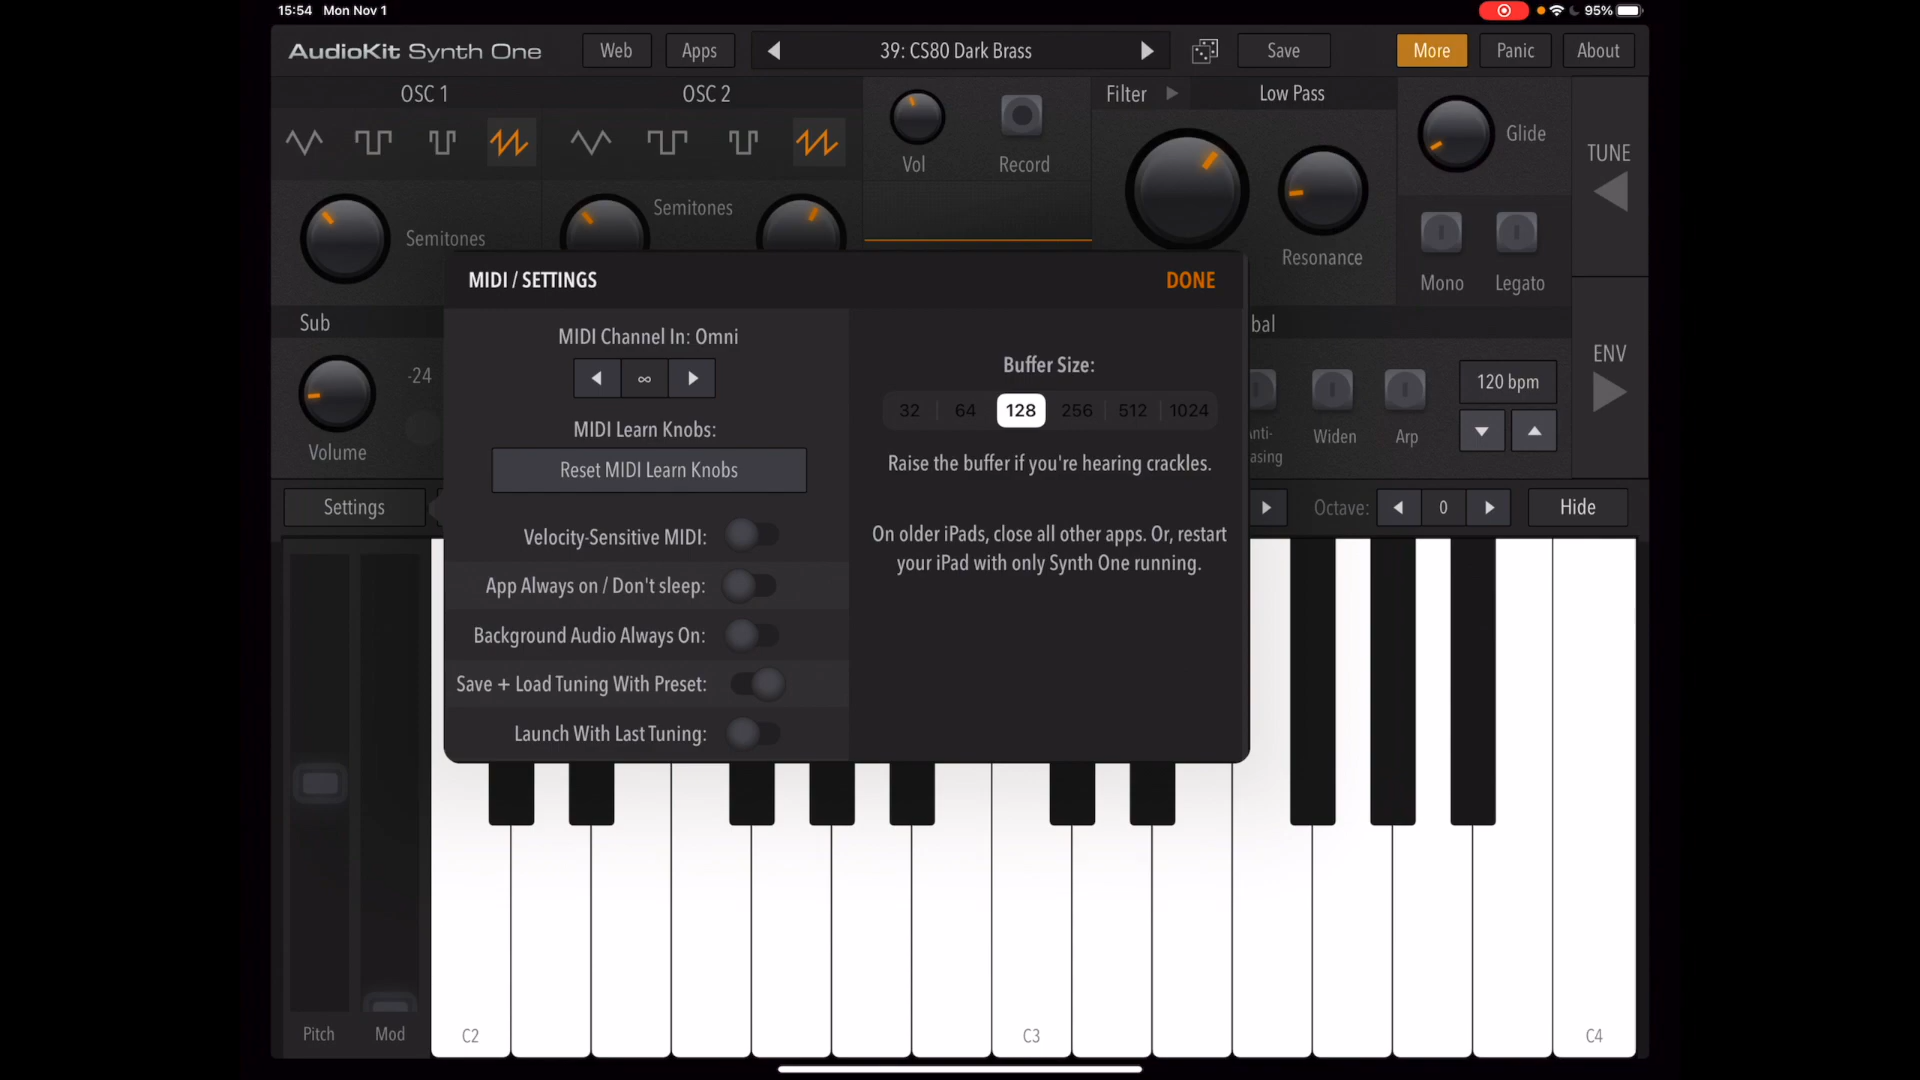 15:54 Mon Nov 1
95%
AudioKit Synth One
Web
Apps
39: CS80 Dark Brass
Save
More
Panic
About
OSC 1
OSC 2
Vol
Record
Filter
Low Pass
Glide
TUNE
Semitones
Semitones
Resonance
Mono
Legato
MIDI / SETTINGS
DONE
Sub
bal
MIDI Channel In: Omni
∞
Buffer Size:
32 64 128 256 512 1024
ENV
-24
120 bpm
MIDI Learn Knobs:
Reset MIDI Learn Knobs
Raise the buffer if you're hearing crackles.
Volume
nti-
asing
Widen
Arp
Settings
Octave:
0
Hide
Velocity-Sensitive MIDI:
On older iPads, close all other apps. Or, restart
your iPad with only Synth One running.
App Always on / Don't sleep:
Background Audio Always On:
Save + Load Tuning With Preset:
Launch With Last Tuning:
Pitch
Mod
C2
C3
C4